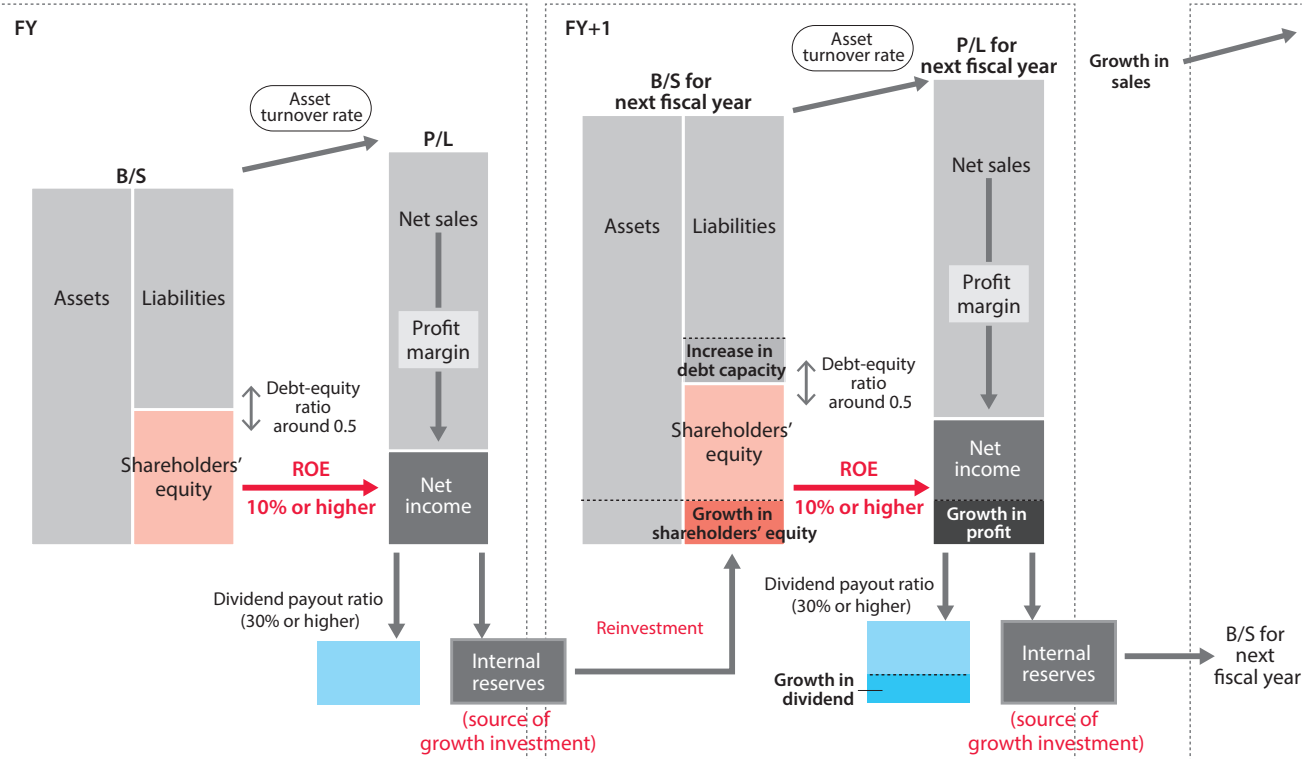 FY
Asset
turnover rate
B/S
P/L
Assets
Liabilities
Net sales
Profit
margin
Debt-equity
ratio
around 0.5
Shareholders'
equity
ROE
10% or higher
Net
income
Dividend payout ratio
(30% or higher)
Internal
reserves
(source of
growth investment)
Reinvestment
FY+1
B/S for
next fiscal year
Asset
turnover rate
P/L for
next fiscal year
Assets
Liabilities
Increase in
debt capacity
Shareholders'
equity
Growth in
shareholders' equity
Debt-equity
ratio
around 0.5
ROE
10% or higher
Net sales
Profit
margin
Net
income
Growth in
profit
Dividend payout ratio
(30% or higher)
Growth in
dividend
Internal
reserves
(source of
growth investment)
Growth in
sales
B/S for
next
fiscal year